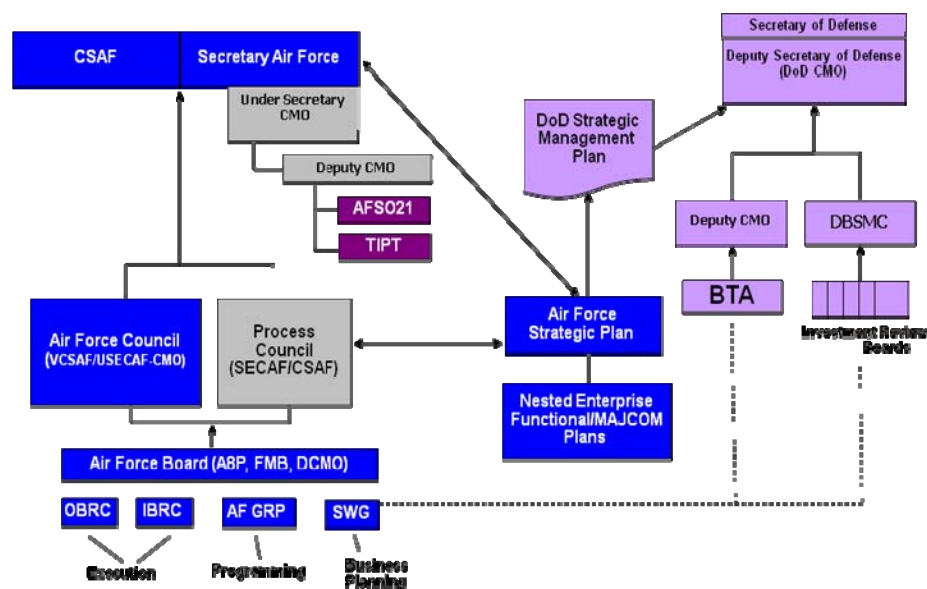 CSAF
Secretary Air Force
Under Secretary
CMO
Deputy CMO
AFSO21
TIPT
Secretary of Defense
Deputy Secretary of Defense
(DoD CMO)
DoD Strategic
Management
Plan
Deputy CMO
DBSMC
BTA
Investment Review
Boards
Air Force Council
(VCSAF/USECAF-CMO)
Process
Council
(SECAF/CSAF)
Air Force
Strategic Plan
Nested Enterprise
Functional/MAJCOM
Plans
Air Force Board (A8P, FMB, DCMO)
OBRC
IBRC
AF GRP
SWG
Execution
Programming
Business
Planning